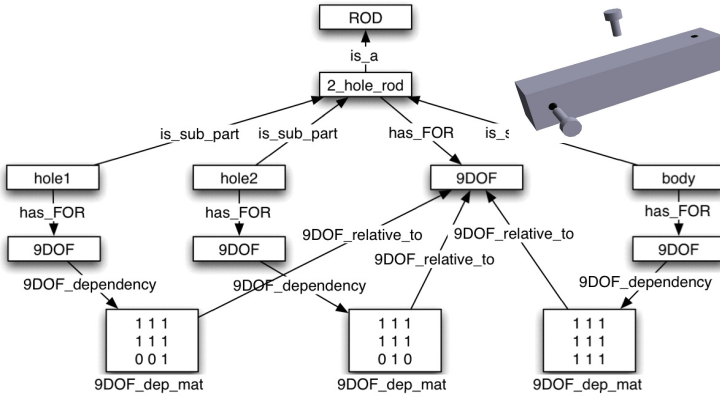 ROD
is_a
2_hole_rod
is_sub_part is_sub_part has_FOR
hole1 hole2 9DOF body
has_FOR has_FOR has_FOR
9DOF 9DOF 9DOF
9DOF_relative_to 9DOF_relative_to
9DOF_relative_to
9DOF_dependency 9DOF_dependency 9DOF_dependency
1 1 1 1 1 1 1 1 1
1 1 1 1 1 1 1 1 1
0 0 1 0 1 0 1 1 1
9DOF_dep_mat 9DOF_dep_mat 9DOF_dep_mat